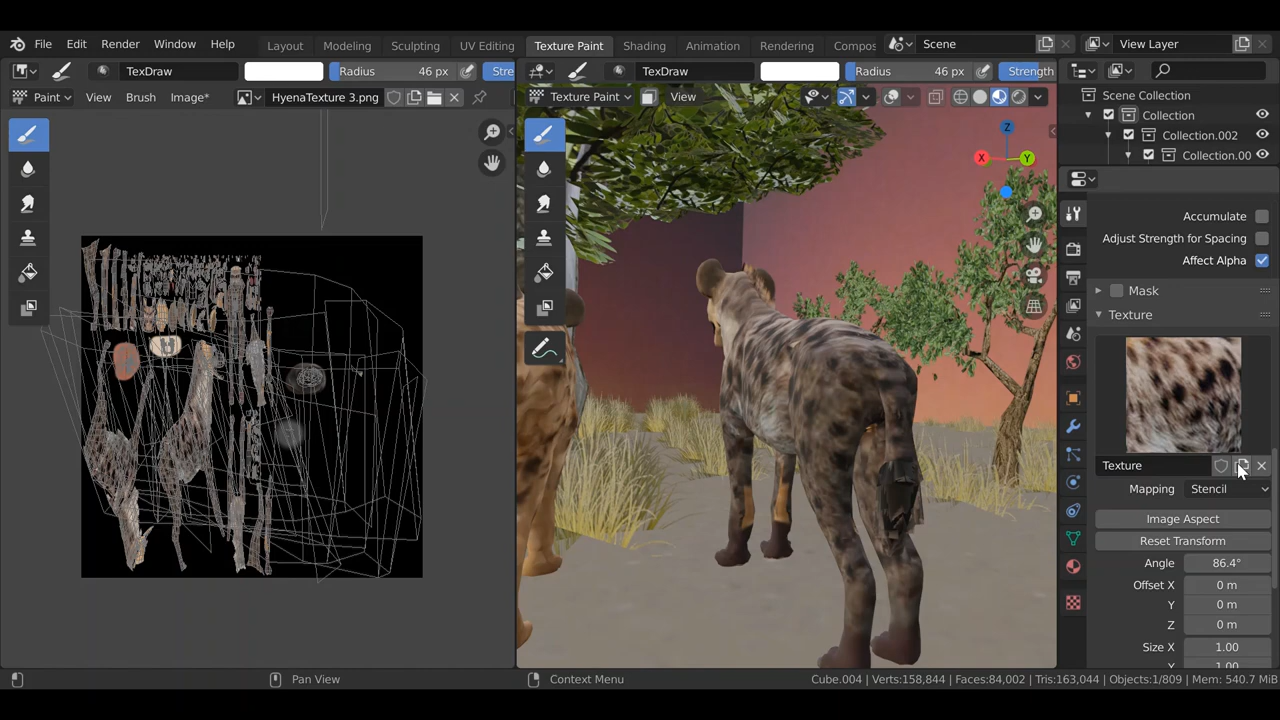 File Edit Render Window Help Layout Modeling Sculpting UV Editing Texture Paint Shading Animation Rendering Compos Scene View Layer
TexDraw Radius 46 px Stre TexDraw Radius 46 px Strength
Paint View Brush Image* HyenaTexture 3.png Texture Paint View
Scene Collection
Collection
Collection.002
Collection.00
Z
X Y
Accumulate
Adjust Strength for Spacing
Affect Alpha
Mask
Texture
Texture
Mapping Stencil
Image Aspect
Reset Transform
Angle 86.4°
Offset X 0 m
Y 0 m
Z 0 m
Size X 1.00
Y 1.00
Pan View Context Menu Cube.004 | Verts:158,844 | Faces:84,002 | Tris:163,044 | Objects:1/809 | Mem: 540.7 MiB